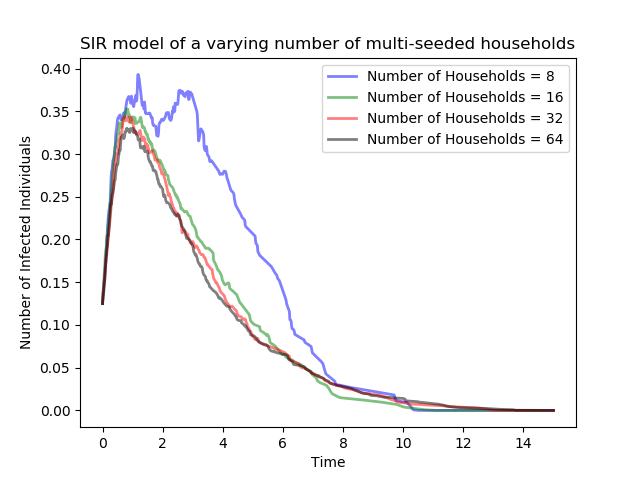 SIR model of a varying number of multi-seeded households
Number of Households = 8
Number of Households = 16
Number of Households = 32
Number of Households = 64
Number of Infected Individuals
0.40
0.35
0.30
0.25
0.20
0.15
0.10
0.05
0.00
0 2 4 6 8 10 12 14
Time